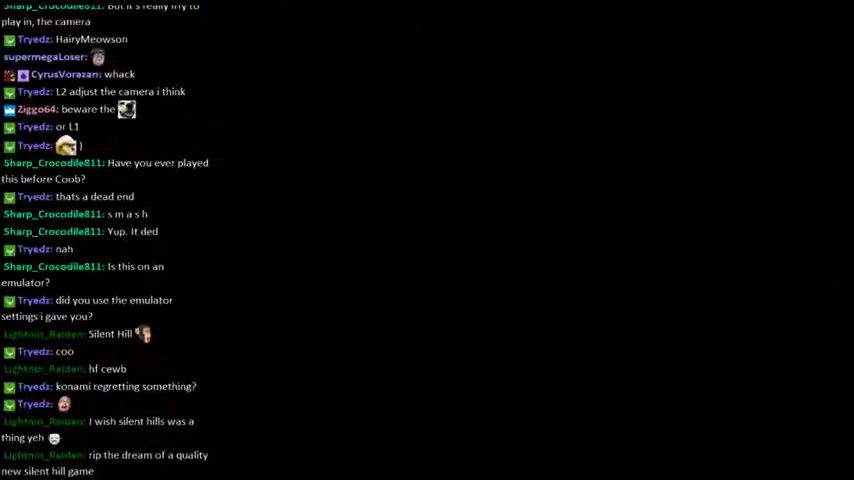 Sharp_Crocodile811: But it's really iffy to
play in, the camera
Tryedz: HairyMeowson
supermegaLoser:
CyrusVorazan: whack
Tryedz: L2 adjust the camera i think
Ziggo64: beware the
Tryedz: or L1
Tryedz: )
Sharp_Crocodile811: Have you ever played
this before Coob?
Tryedz: thats a dead end
Sharp_Crocodile811: s m a s h
Sharp_Crocodile811: Yup. It ded
Tryedz: nah
Sharp_Crocodile811: Is this on an
emulator?
Tryedz: did you use the emulator
settings i gave you?
Lightnin_Raiden: Silent Hill
Tryedz: coo
Lightnin_Raiden: hf cewb
Tryedz: konami regretting something?
Tryedz:
Lightnin_Raiden: I wish silent hills was a
thing yeh
Lightnin_Raiden: rip the dream of a quality
new silent hill game